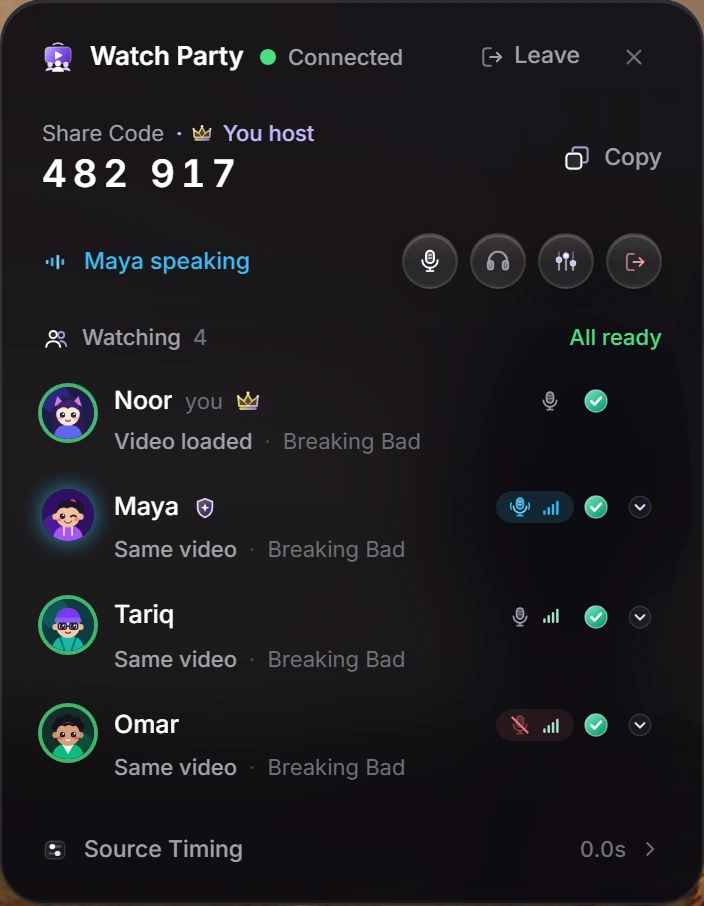 Watch Party Connected Leave
Share Code · You host
482 917 Copy
Maya speaking
Watching 4 All ready
Noor you
Video loaded · Breaking Bad
Maya
Same video · Breaking Bad
Tariq
Same video · Breaking Bad
Omar
Same video · Breaking Bad
Source Timing 0.0s